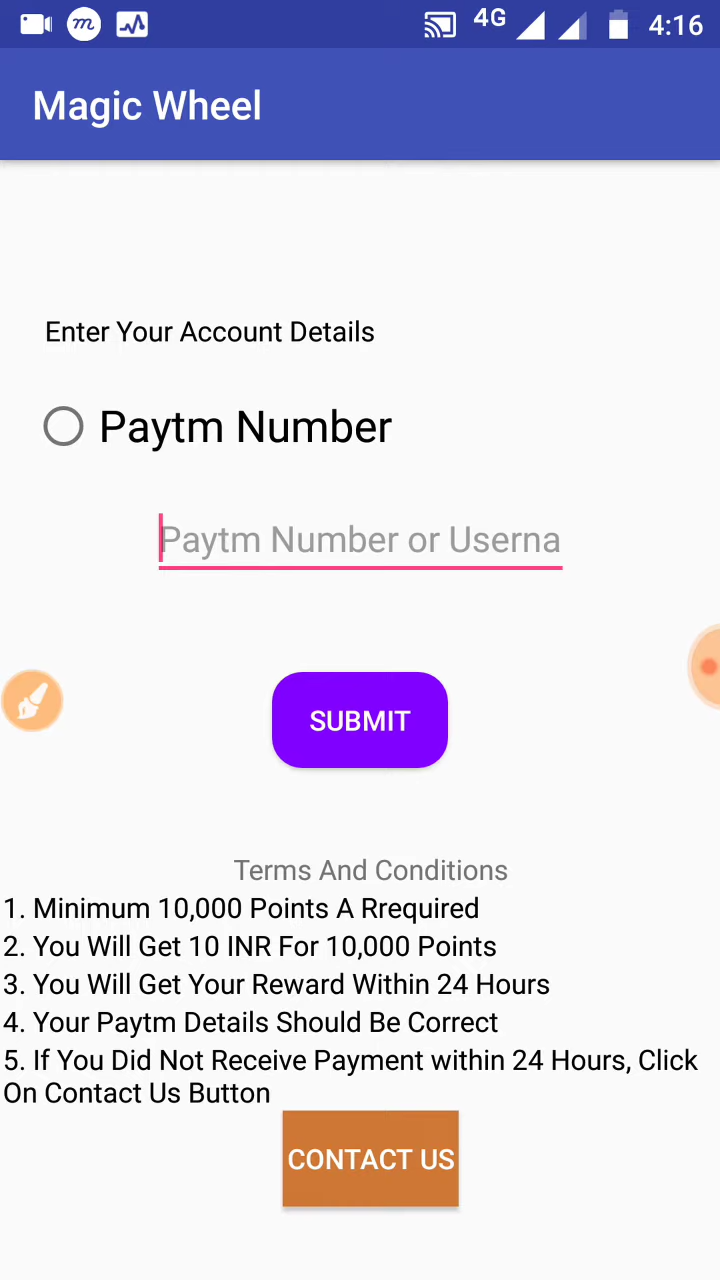 4G 4:16
Magic Wheel
Enter Your Account Details
Paytm Number
Paytm Number or Userna
SUBMIT
Terms And Conditions
1. Minimum 10,000 Points A Rrequired
2. You Will Get 10 INR For 10,000 Points
3. You Will Get Your Reward Within 24 Hours
4. Your Paytm Details Should Be Correct
5. If You Did Not Receive Payment within 24 Hours, Click
On Contact Us Button
CONTACT US